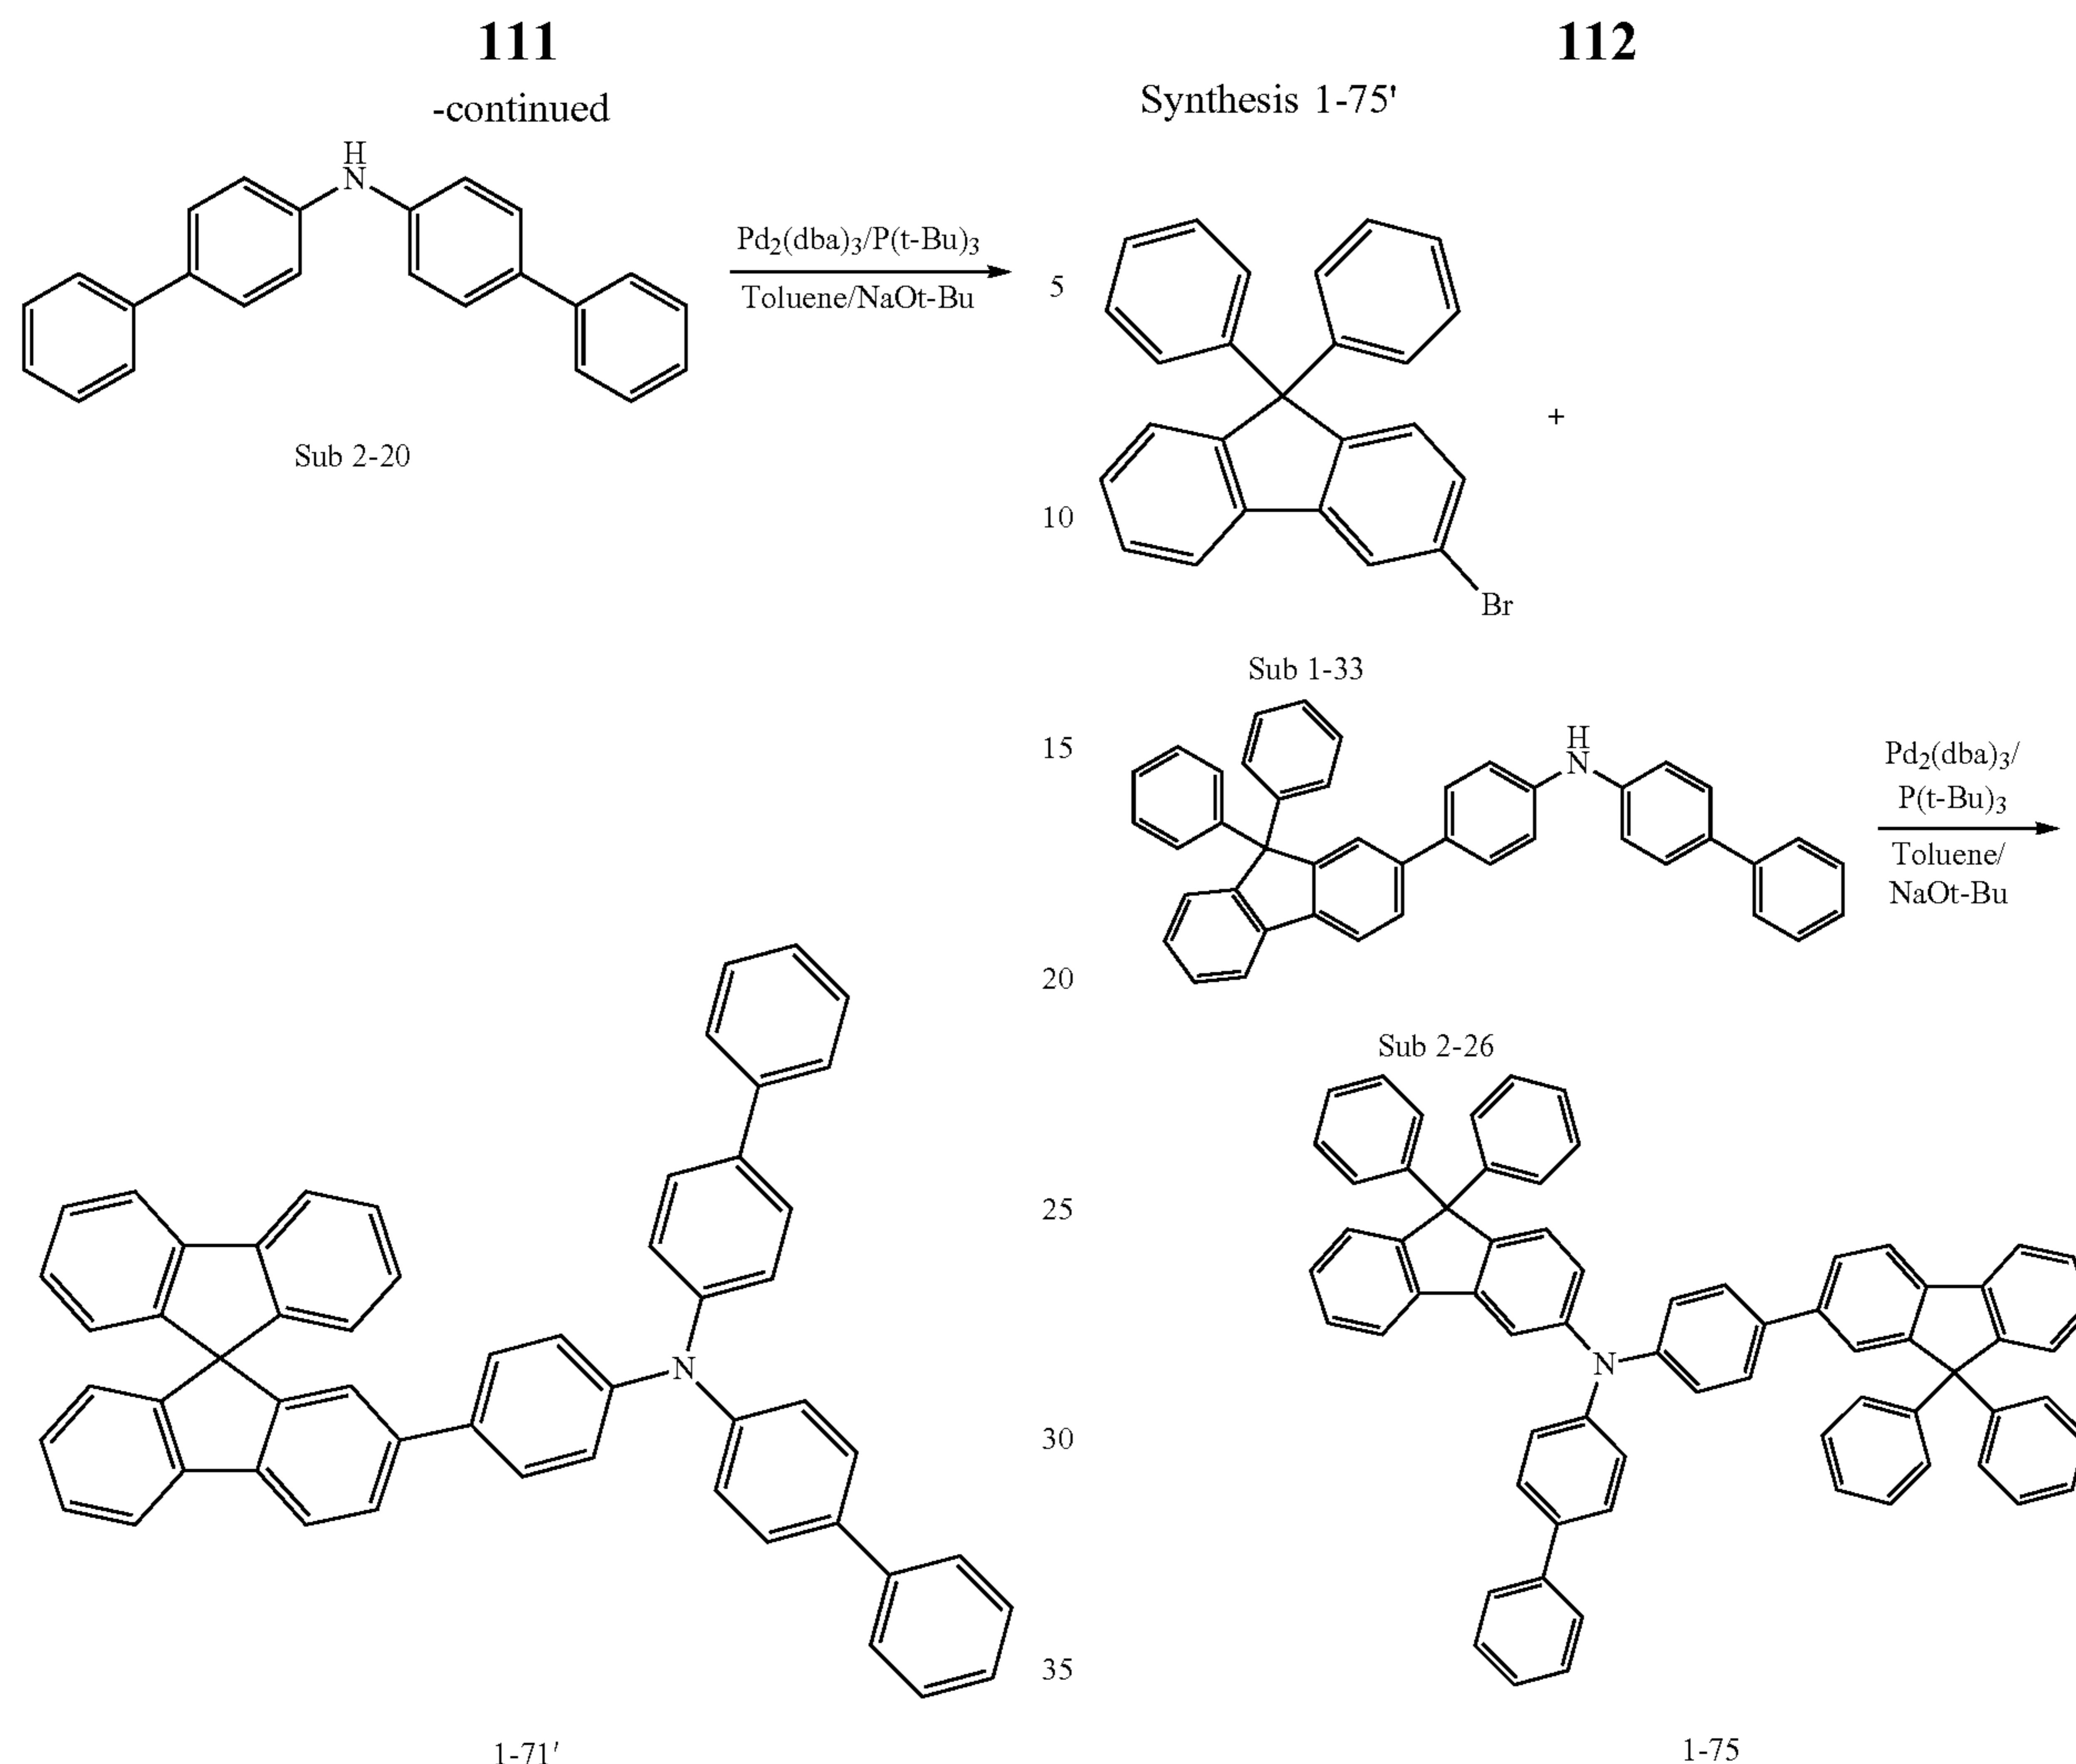 111
-continued
H
N
Pd2(dba)3/P(t-Bu)3
Toluene/NaOt-Bu
Sub 2-20
N
1-71′
112
Synthesis 1-75'
5
+
10
Br
Sub 1-33
15
H
N
Pd2(dba)3/
P(t-Bu)3
Toluene/
NaOt-Bu
20
Sub 2-26
25
N
30
35
1-75